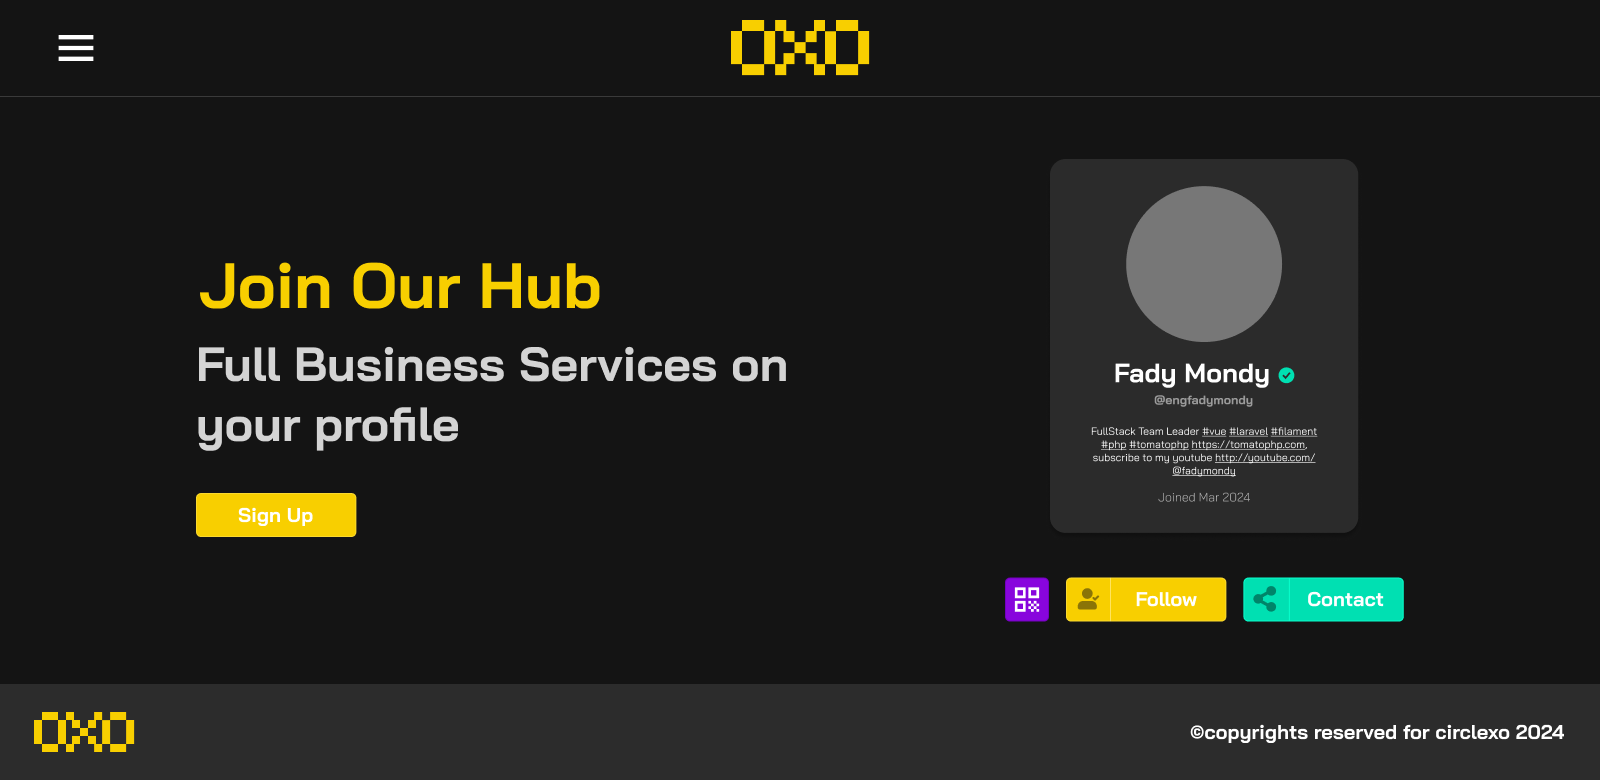 OXO
Join Our Hub
Full Business Services on
your profile
Sign Up
Fady Mondy
@engfadymondy
FullStack Team Leader #vue #laravel #filament
#php #tomatophp https://tomatophp.com,
subscribe to my youtube http://youtube.com/
@fadymondy
Joined Mar 2024
Follow
Contact
OXO
©copyrights reserved for circlexo 2024